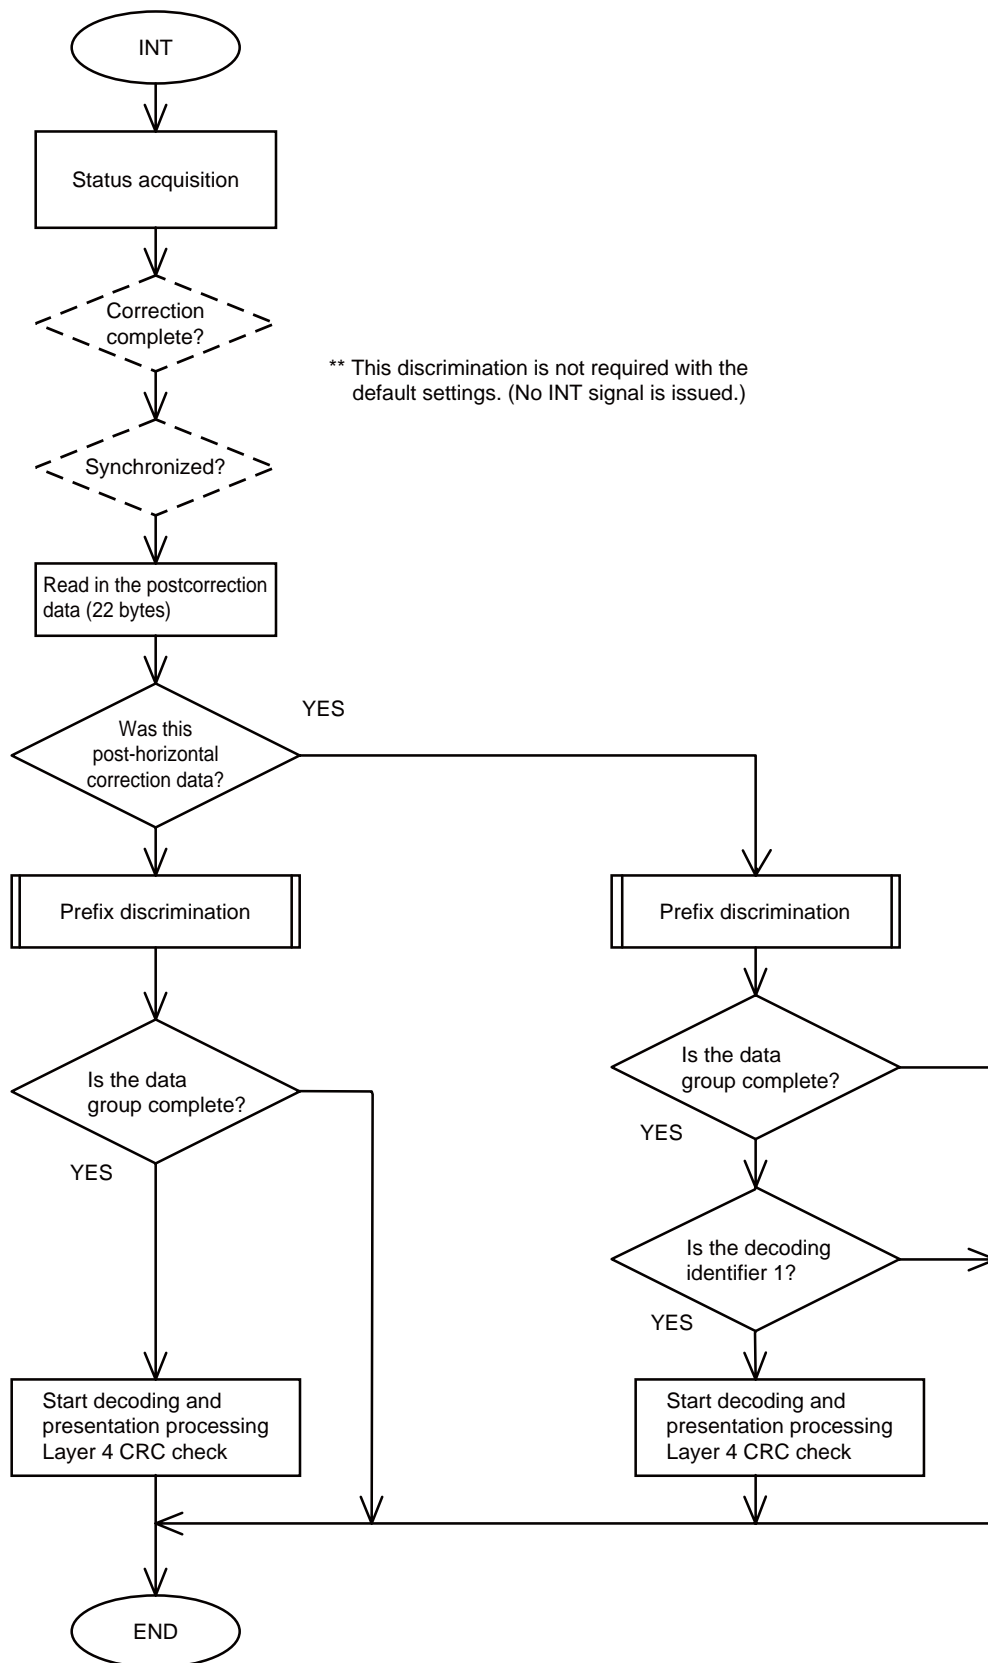 INT
Status acquisition
Correction
complete?
** This discrimination is not required with the
default settings. (No INT signal is issued.)
Synchronized?
Read in the postcorrection
data (22 bytes)
YES
Was this
post-horizontal
correction data?
Prefix discrimination
Prefix discrimination
Is the data
group complete?
YES
Is the data
group complete?
YES
Is the decoding
identifier 1?
YES
Start decoding and
presentation processing
Layer 4 CRC check
Start decoding and
presentation processing
Layer 4 CRC check
END